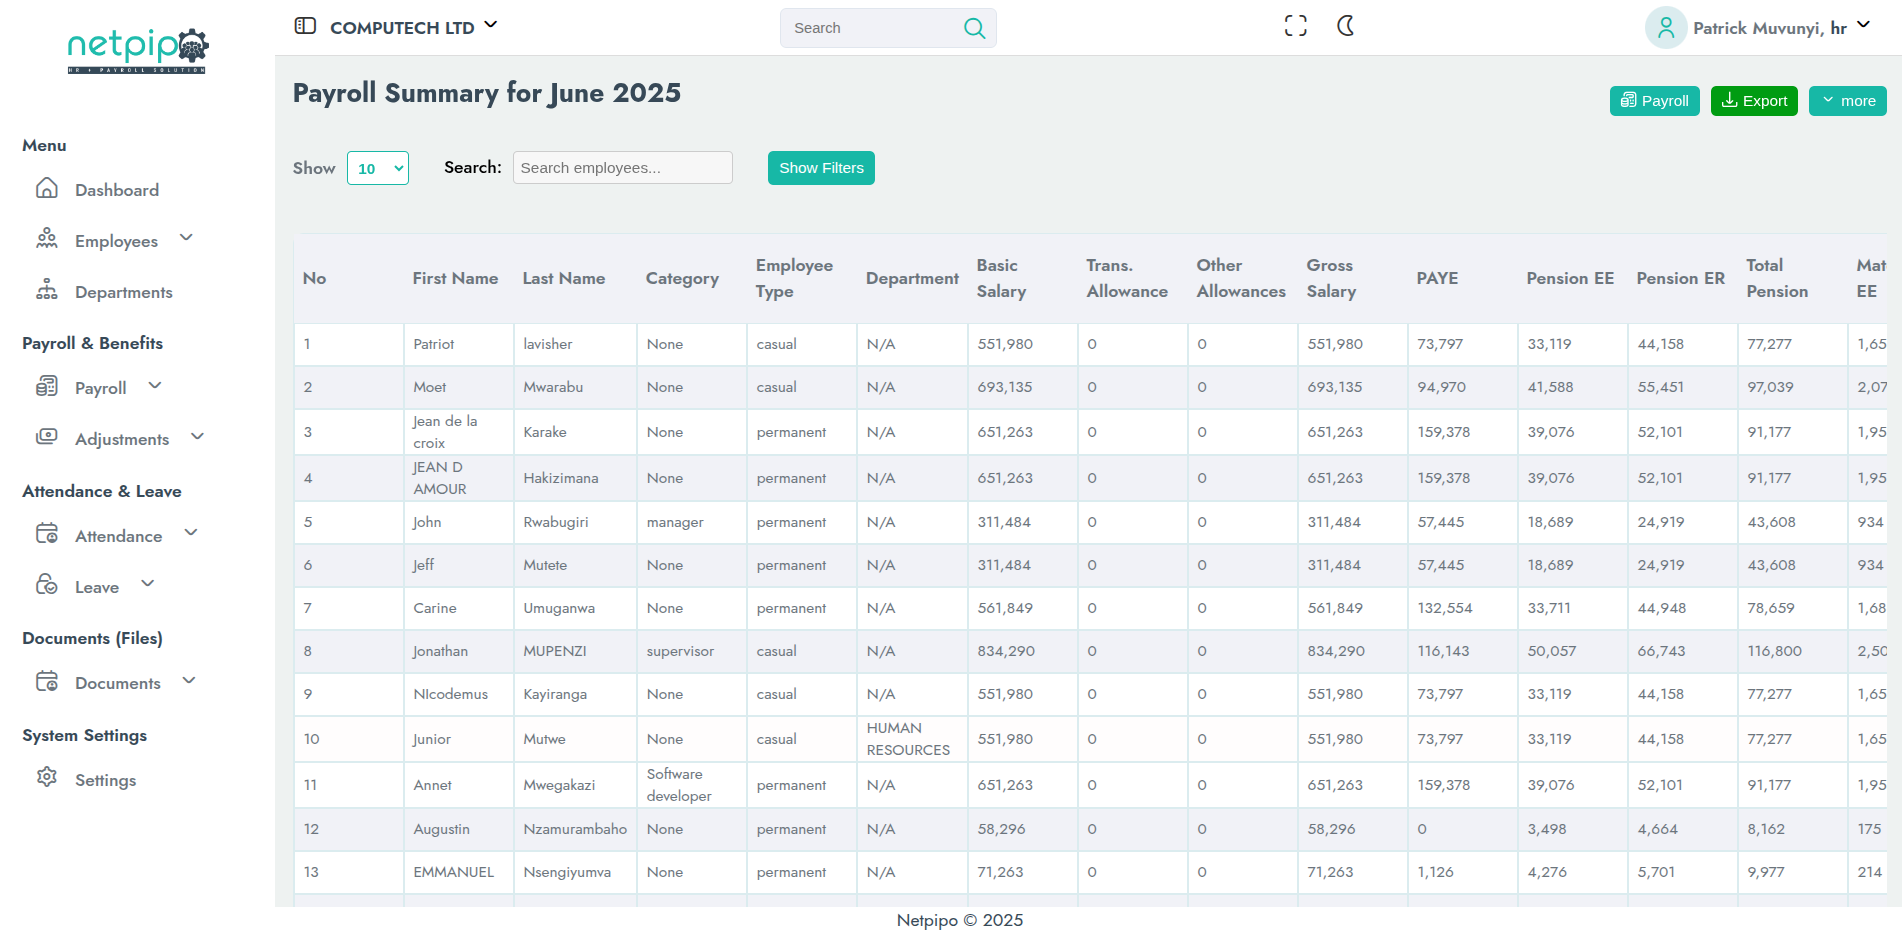 netpipo
HR + PAYROLL SOLUTION
COMPUTECH LTD
Search
Patrick Muvunyi, hr
Menu
Dashboard
Employees
Departments
Payroll & Benefits
Payroll
Adjustments
Attendance & Leave
Attendance
Leave
Documents (Files)
Documents
System Settings
Settings
Payroll Summary for June 2025
Payroll Export more
Show 10 Search: Search employees... Show Filters
No First Name Last Name Category Employee Type Department Basic Salary Trans. Allowance Other Allowances Gross Salary PAYE Pension EE Pension ER Total Pension Mat EE
1 Patriot lavisher None casual N/A 551,980 0 0 551,980 73,797 33,119 44,158 77,277 1,65
2 Moet Mwarabu None casual N/A 693,135 0 0 693,135 94,970 41,588 55,451 97,039 2,07
3 Jean de la croix Karake None permanent N/A 651,263 0 0 651,263 159,378 39,076 52,101 91,177 1,95
4 JEAN D AMOUR Hakizimana None permanent N/A 651,263 0 0 651,263 159,378 39,076 52,101 91,177 1,95
5 John Rwabugiri manager permanent N/A 311,484 0 0 311,484 57,445 18,689 24,919 43,608 934
6 Jeff Mutete None permanent N/A 311,484 0 0 311,484 57,445 18,689 24,919 43,608 934
7 Carine Umuganwa None permanent N/A 561,849 0 0 561,849 132,554 33,711 44,948 78,659 1,68
8 Jonathan MUPENZI supervisor casual N/A 834,290 0 0 834,290 116,143 50,057 66,743 116,800 2,50
9 NIcodemus Kayiranga None casual N/A 551,980 0 0 551,980 73,797 33,119 44,158 77,277 1,65
10 Junior Mutwe None casual HUMAN RESOURCES 551,980 0 0 551,980 73,797 33,119 44,158 77,277 1,65
11 Annet Mwegakazi Software developer permanent N/A 651,263 0 0 651,263 159,378 39,076 52,101 91,177 1,95
12 Augustin Nzamurambaho None permanent N/A 58,296 0 0 58,296 0 3,498 4,664 8,162 175
13 EMMANUEL Nsengiyumva None permanent N/A 71,263 0 0 71,263 1,126 4,276 5,701 9,977 214
Netpipo © 2025